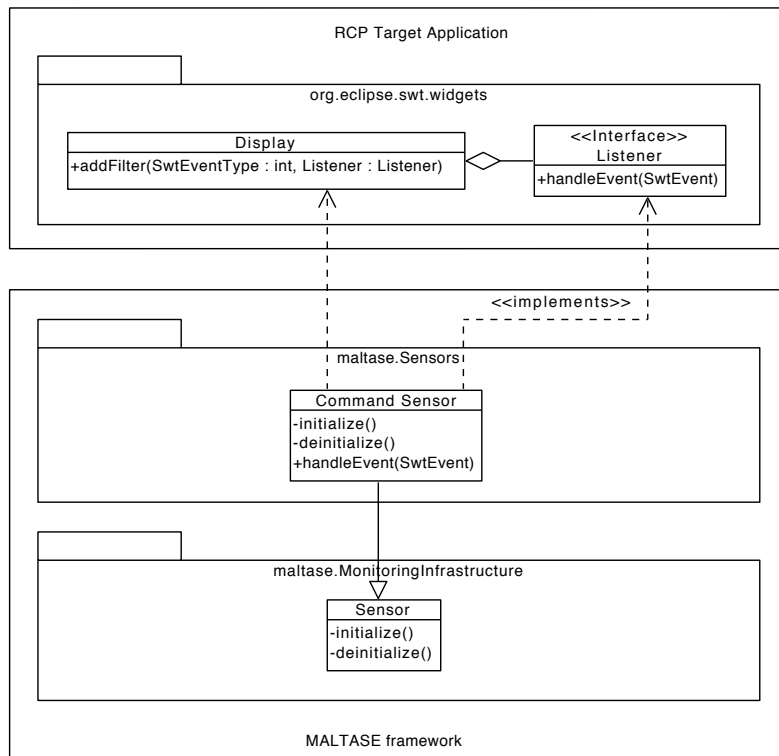 RCP Target Application
org.eclipse.swt.widgets
Display
+addFilter(SwtEventType : int, Listener : Listener)
<<Interface>>
Listener
+handleEvent(SwtEvent)
<<implements>>
maltase.Sensors
Command Sensor
-initialize()
-deinitialize()
+handleEvent(SwtEvent)
maltase.MonitoringInfrastructure
Sensor
-initialize()
-deinitialize()
MALTASE framework